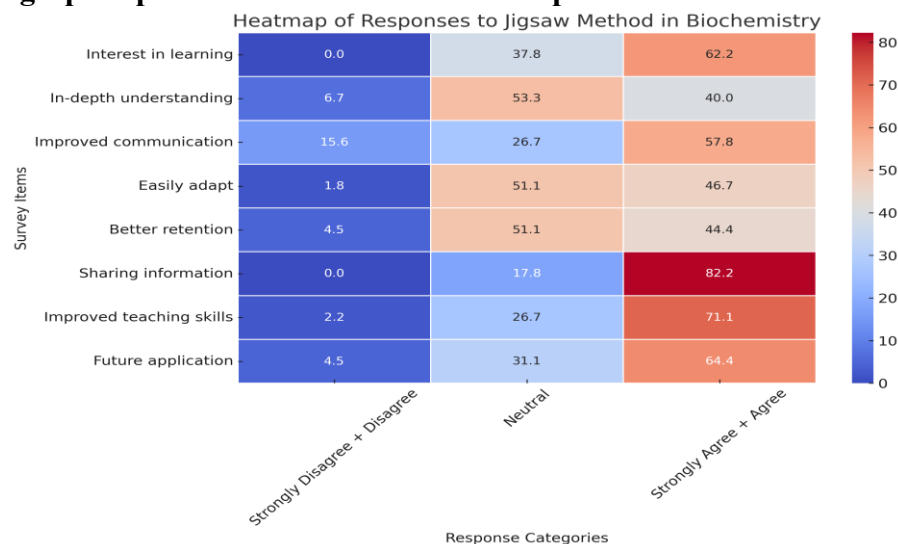 Heatmap of Responses to Jigsaw Method in Biochemistry
Interest in learning 0.0 37.8 62.2
In-depth understanding 6.7 53.3 40.0
Improved communication 15.6 26.7 57.8
Easily adapt 1.8 51.1 46.7
Better retention 4.5 51.1 44.4
Sharing information 0.0 17.8 82.2
Improved teaching skills 2.2 26.7 71.1
Future application 4.5 31.1 64.4
Survey Items
Strongly Disagree + Disagree
Neutral
Strongly Agree + Agree
Response Categories
80
70
60
50
40
30
20
10
0